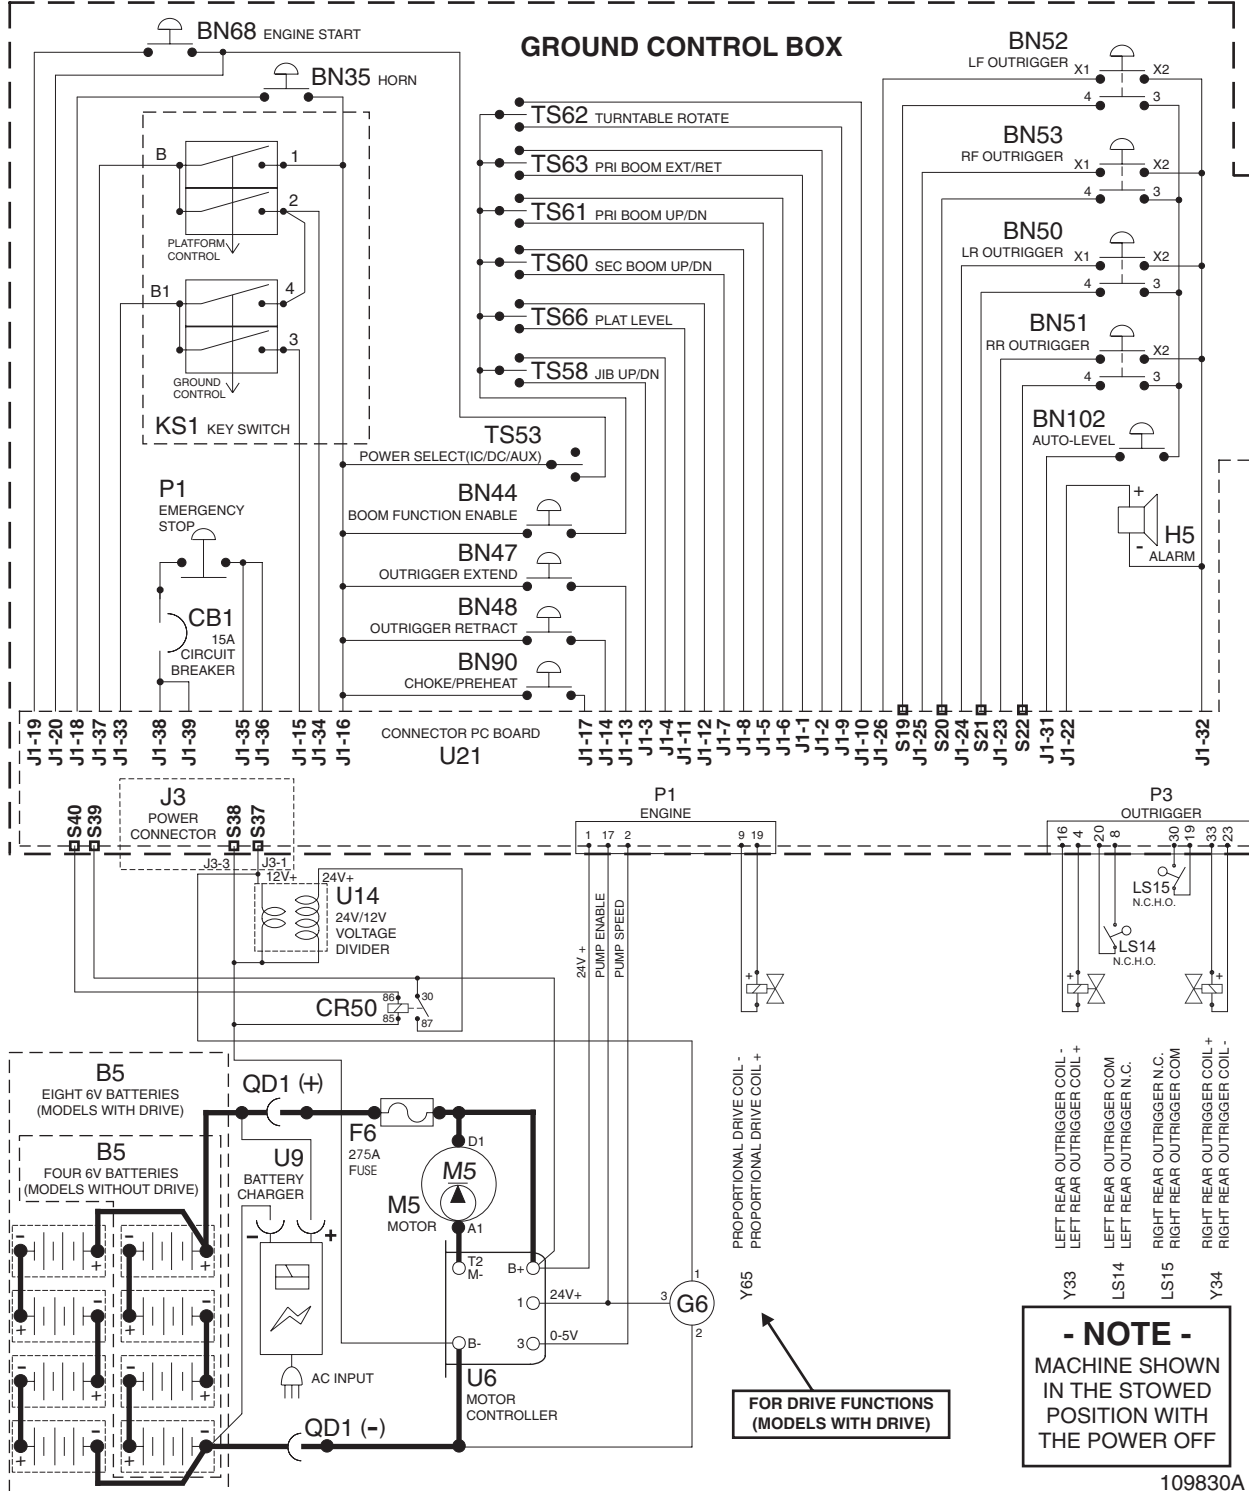 GROUND CONTROL BOX
BN68 ENGINE START
BN35 HORN
B
1
2
PLATFORM
CONTROL
B1
4
3
GROUND
CONTROL
KS1 KEY SWITCH
P1
EMERGENCY
STOP
CB1
15A
CIRCUIT
BREAKER
TS62 TURNTABLE ROTATE
TS63 PRI BOOM EXT/RET
TS61 PRI BOOM UP/DN
TS60 SEC BOOM UP/DN
TS66 PLAT LEVEL
TS58 JIB UP/DN
TS53
POWER SELECT(IC/DC/AUX)
BN44
BOOM FUNCTION ENABLE
BN47
OUTRIGGER EXTEND
BN48
OUTRIGGER RETRACT
BN90
CHOKE/PREHEAT
BN52
LF OUTRIGGER
X1 X2
4 3
BN53
RF OUTRIGGER
X1 X2
4 3
BN50
LR OUTRIGGER
X1 X2
4 3
BN51
RR OUTRIGGER
X2
4 3
BN102
AUTO-LEVEL
+
-
H5
ALARM
J1-19
J1-20
J1-18
J1-37
J1-33
J1-38
J1-39
J1-35
J1-36
J1-15
J1-34
J1-16
CONNECTOR PC BOARD
U21
J1-17
J1-14
J1-13
J1-3
J1-4
J1-11
J1-12
J1-7
J1-8
J1-5
J1-6
J1-1
J1-2
J1-9
J1-10
J1-26
S19
J1-25
S20
J1-24
S21
J1-23
S22
J1-31
J1-22
J1-32
S40
S39
J3
POWER
CONNECTOR
S38
S37
J3-3
J3-1
12V+ 24V+
U14
24V/12V
VOLTAGE
DIVIDER
CR50
86
85
30
87
P1
ENGINE
1 17 2 9 19
24V +
PUMP ENABLE
PUMP SPEED
+
P3
OUTRIGGER
16
4
20
8
30
19
33
23
LS15
N.C.H.O.
LS14
N.C.H.O.
+
+
PROPORTIONAL DRIVE COIL -
PROPORTIONAL DRIVE COIL +
Y65
LEFT REAR OUTRIGGER COIL -
LEFT REAR OUTRIGGER COIL +
Y33
LEFT REAR OUTRIGGER COM
LEFT REAR OUTRIGGER N.C.
LS14
RIGHT REAR OUTRIGGER N.C.
RIGHT REAR OUTRIGGER COM
LS15
RIGHT REAR OUTRIGGER COIL +
RIGHT REAR OUTRIGGER COIL -
Y34
B5
EIGHT 6V BATTERIES
(MODELS WITH DRIVE)
B5
FOUR 6V BATTERIES
(MODELS WITHOUT DRIVE)
- + - +
+ - + -
- + - +
+ - + -
QD1 (+)
F6
275A
FUSE
U9
BATTERY
CHARGER
- +
AC INPUT
D1
M5
M5
MOTOR
A1
T2
M-
B+
1
24V+
B-
3
0-5V
U6
MOTOR
CONTROLLER
QD1 (-)
1
3
G6
2
FOR DRIVE FUNCTIONS
(MODELS WITH DRIVE)
- NOTE -
MACHINE SHOWN
IN THE STOWED
POSITION WITH
THE POWER OFF
109830A